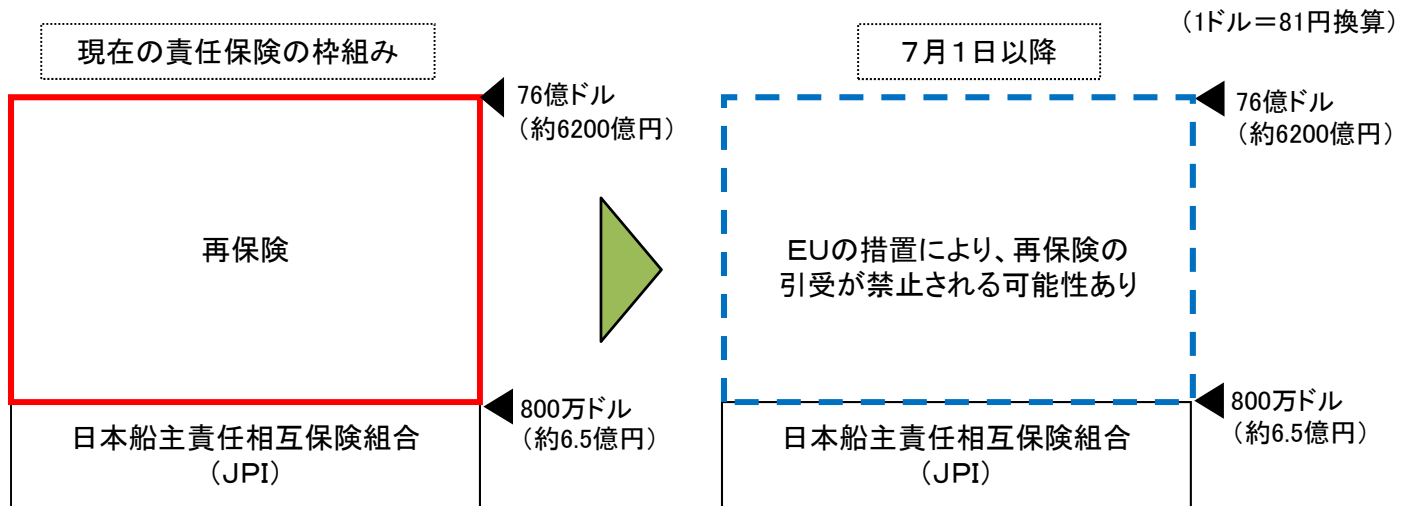 （1ドル＝81円換算）
現在の責任保険の枠組み
76億ドル
（約6200億円）
再保険
800万ドル
（約6.5億円）
日本船主責任相互保険組合
（JPI）
７月１日以降
76億ドル
（約6200億円）
ＥＵの措置により、再保険の
引受が禁止される可能性あり
800万ドル
（約6.5億円）
日本船主責任相互保険組合
（JPI）